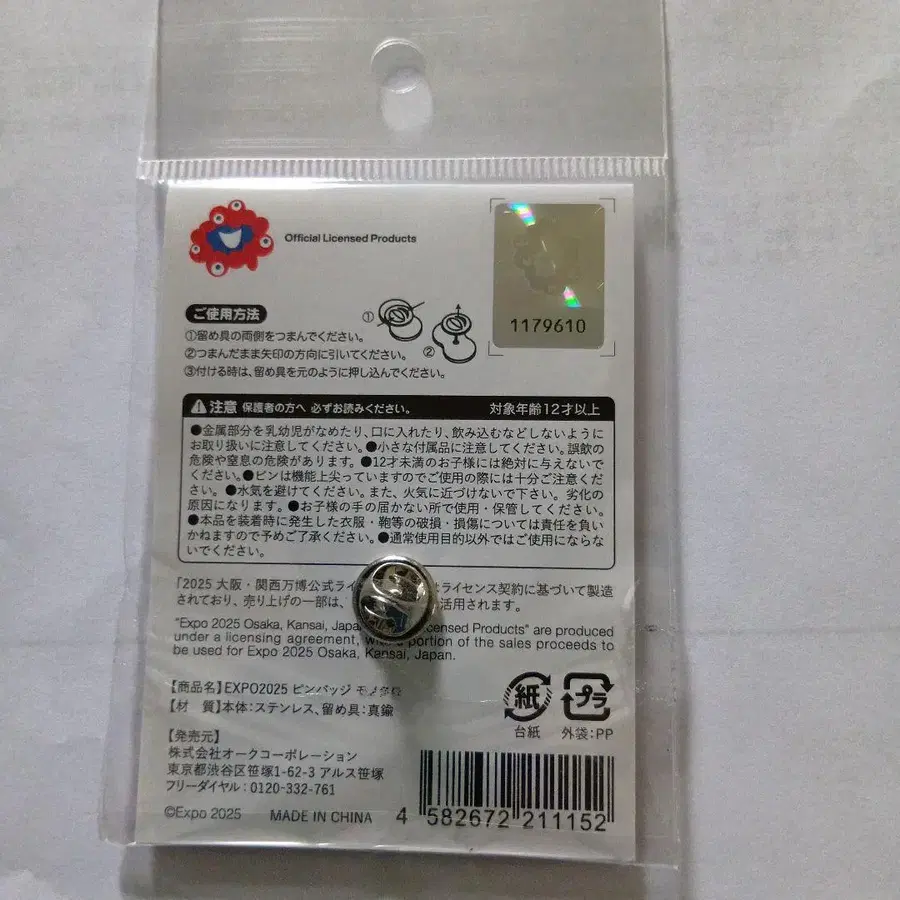 Official Licensed Products
1179610
ご使用方法
①留め具の両側をつまんでください。
②つまんだまま矢印の方向に引いてください。
③付ける時は、留め具を元のように押し込んでください。
①
②
注意 保護者の方へ 必ずお読みください。 対象年齢12才以上
●金属部分を乳幼児がなめたり、口に入れたり、飲み込むなどしないように
お取り扱いに注意してください。●小さな付属品に注意してください。誤飲の
危険や窒息の危険があります。●12才未満のお子様には絶対に与えないで
ください。●ピンは機能上尖っていますのでご使用の際には十分ご注意くださ
い。●水気を避けてください。また、火気に近づけないで下さい。劣化の
原因になります。●お子様の手の届かない所で使用・保管してください。
●本品を装着時に発生した衣服・鞄等の破損・損傷については責任を負い
かねますので予めご了承ください。●通常使用目的以外ではご使用にならな
いでください。
「2025 大阪・関西万博公式ライ ライセンス契約に基づいて製造
されており、売り上げの一部は、 活用されます。
"Expo 2025 Osaka, Kansai, Japan Licensed Products" are produced
under a licensing agreement, with a portion of the sales proceeds to
be used for Expo 2025 Osaka, Kansai, Japan.
【商品名】EXPO2025 ピンバッジ
【材 質】本体:ステンレス、留め具:真鍮
紙
台紙
プラ
外袋:PP
【発売元】
株式会社オークコーポレーション
東京都渋谷区笹塚1-62-3 アルス笹塚
フリーダイヤル:0120-332-761
©Expo 2025 MADE IN CHINA
4 582672 211152